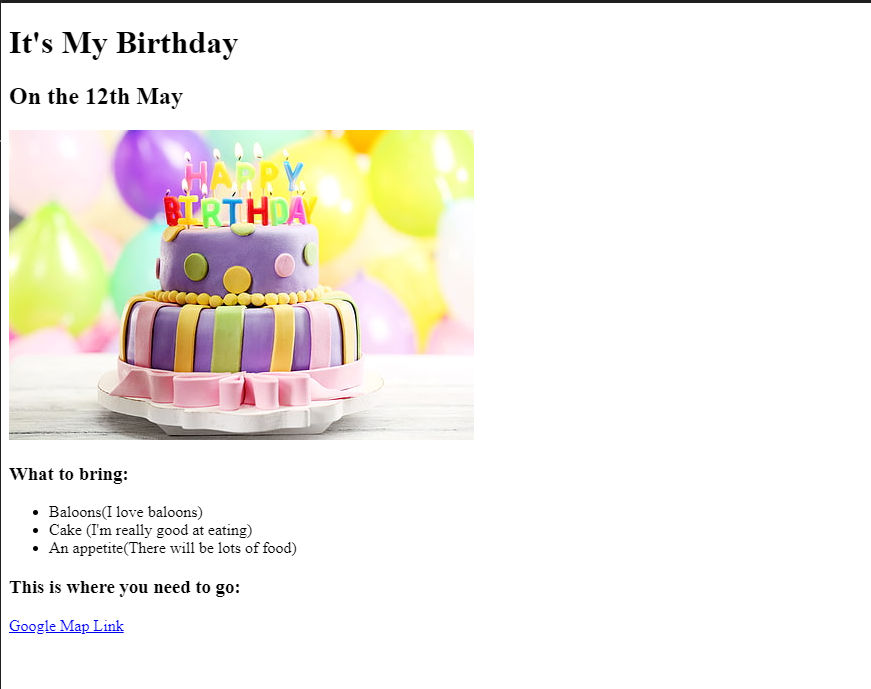 It's My Birthday
On the 12th May
HAPPY
BIRTHDAY
What to bring:
Baloons(I love baloons)
Cake (I'm really good at eating)
An appetite(There will be lots of food)
This is where you need to go:
Google Map Link